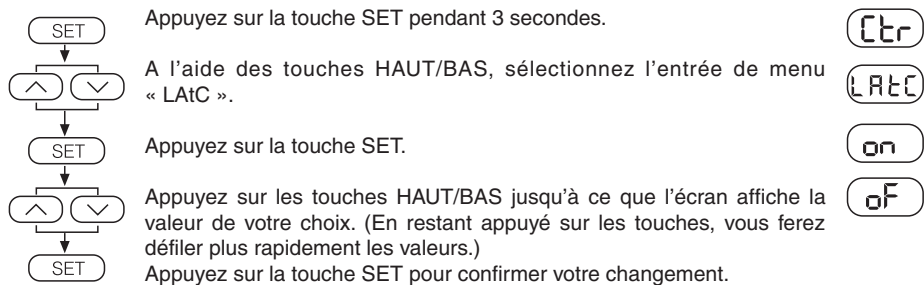 SET
Appuyez sur la touche SET pendant 3 secondes.
Ctr
A l’aide des touches HAUT/BAS, sélectionnez l’entrée de menu
« LAtC ».
LAtC
SET
Appuyez sur la touche SET.
on
Appuyez sur les touches HAUT/BAS jusqu’à ce que l’écran affiche la
valeur de votre choix. (En restant appuyé sur les touches, vous ferez
défiler plus rapidement les valeurs.)
oF
SET
Appuyez sur la touche SET pour confirmer votre changement.